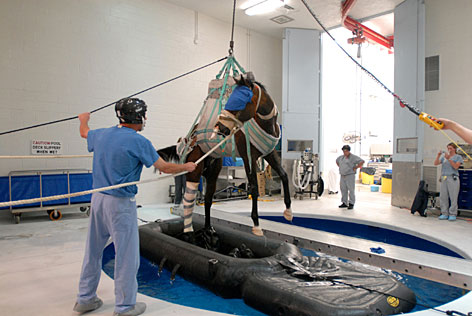 CAUTION POOL
DECK SLIPPERY
WHEN WET